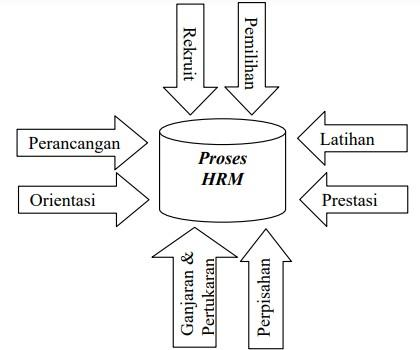 Rekruit
Pemilihan
Perancangan
Latihan
Proses
HRM
Orientasi
Prestasi
Ganjaran &
Pertukaran
Perpisahan